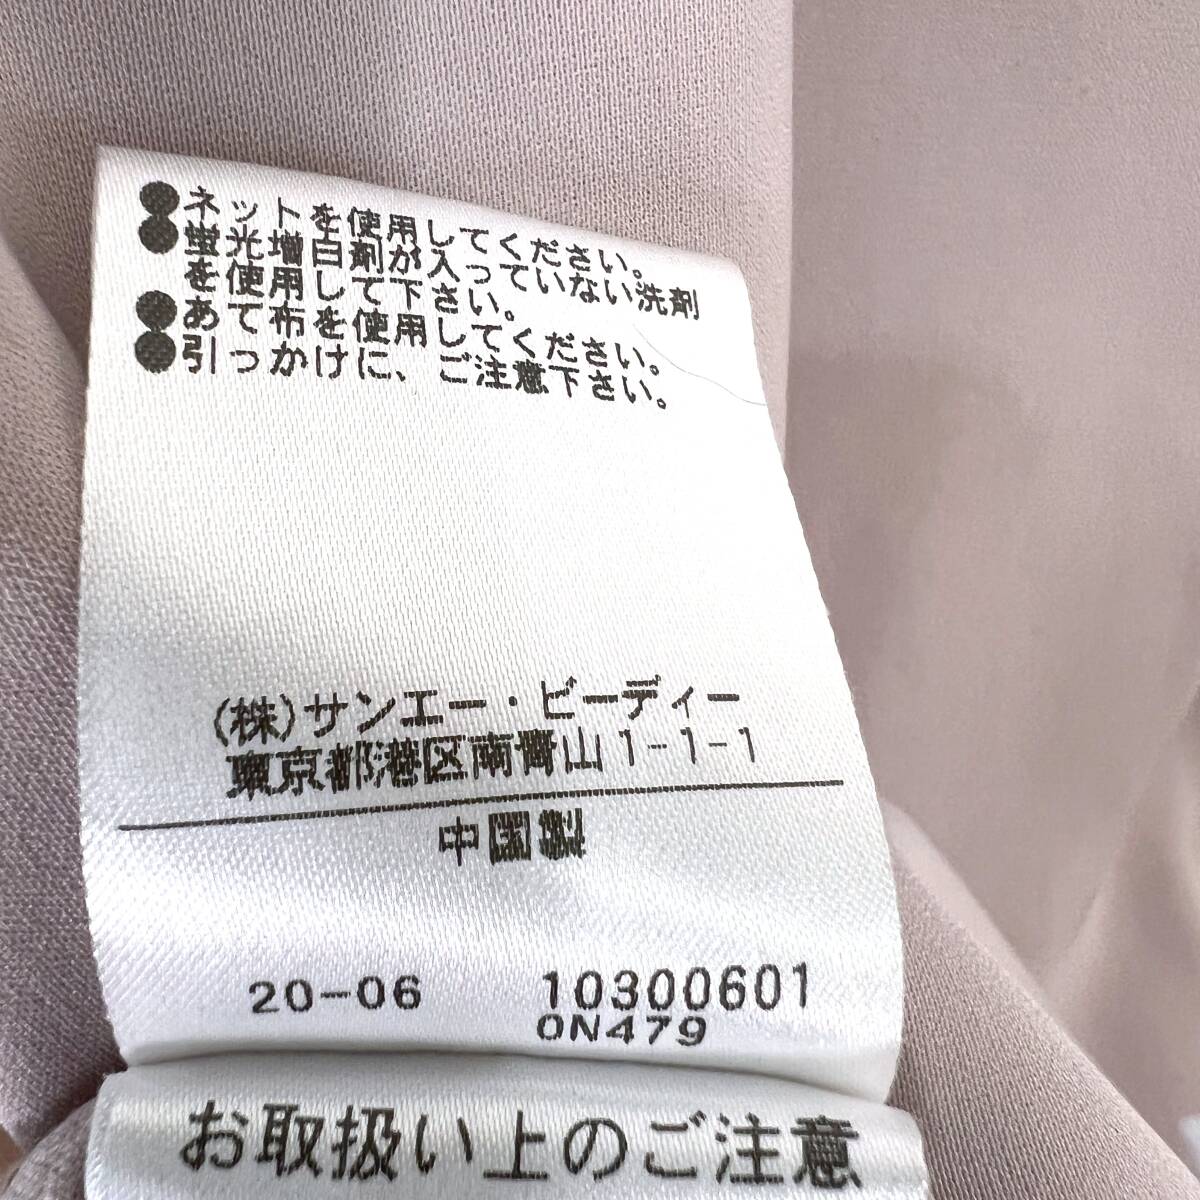 ●ネットを使用してください。
●蛍光増白剤が入っていない洗剤
を使用して下さい。
●あて布を使用してください。
●引っかけに、ご注意下さい。
(株)サンエー・ビーディー
東京都港区南青山1-1-1
中国製
20-06 10300601
0N479
お取扱い上のご注意